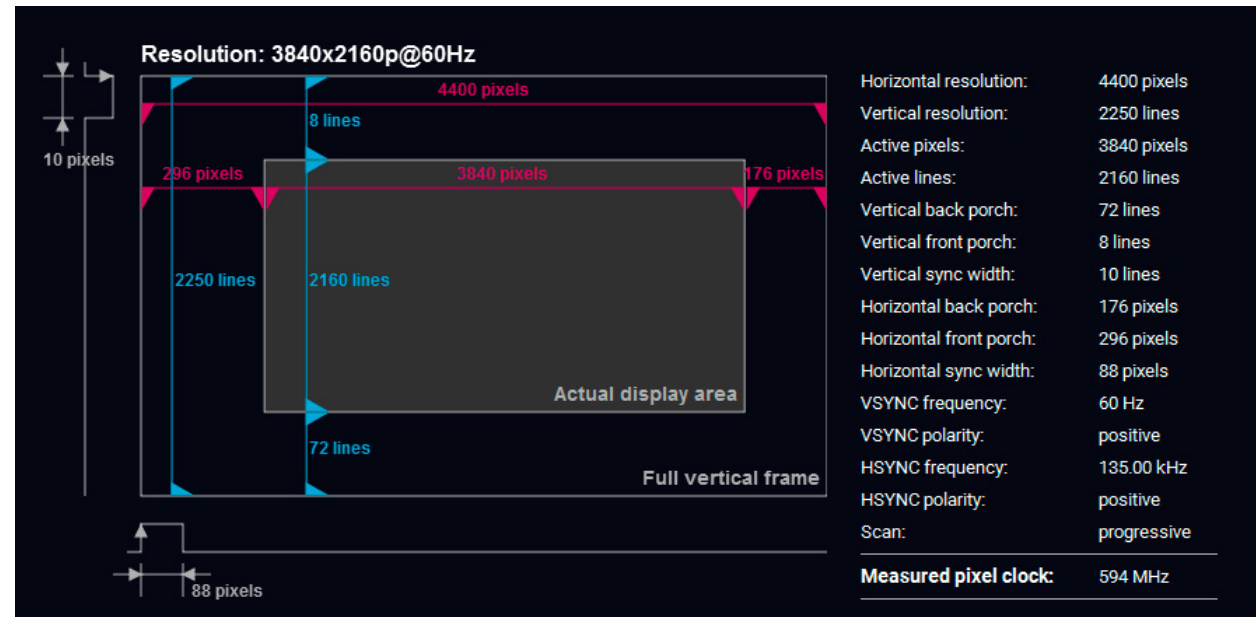 Resolution: 3840x2160p@60Hz
4400 pixels
8 lines
10 pixels
296 pixels
3840 pixels
176 pixels
2250 lines
2160 lines
Actual display area
72 lines
Full vertical frame
88 pixels
Horizontal resolution: 4400 pixels
Vertical resolution: 2250 lines
Active pixels: 3840 pixels
Active lines: 2160 lines
Vertical back porch: 72 lines
Vertical front porch: 8 lines
Vertical sync width: 10 lines
Horizontal back porch: 176 pixels
Horizontal front porch: 296 pixels
Horizontal sync width: 88 pixels
VSYNC frequency: 60 Hz
VSYNC polarity: positive
HSYNC frequency: 135.00 kHz
HSYNC polarity: positive
Scan: progressive
Measured pixel clock: 594 MHz